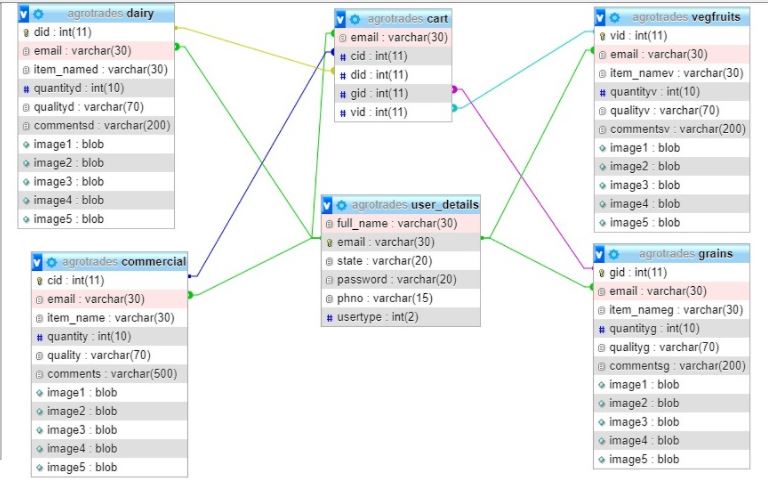 agrotrades dairy
did : int(11)
email : varchar(30)
item_named : varchar(30)
quantityd : int(10)
qualityd : varchar(70)
commentsd : varchar(200)
image1 : blob
image2 : blob
image3 : blob
image4 : blob
image5 : blob
agrotrades cart
email : varchar(30)
cid : int(11)
did : int(11)
gid : int(11)
vid : int(11)
agrotrades vegfruits
vid : int(11)
email : varchar(30)
item_namev : varchar(30)
quantityv : int(10)
qualityv : varchar(70)
commentsv : varchar(200)
image1 : blob
image2 : blob
image3 : blob
image4 : blob
image5 : blob
agrotrades user_details
full_name : varchar(30)
email : varchar(30)
state : varchar(20)
password : varchar(20)
phno : varchar(15)
usertype : int(2)
agrotrades commercial
cid : int(11)
email : varchar(30)
item_name : varchar(30)
quantity : int(10)
quality : varchar(70)
comments : varchar(500)
image1 : blob
image2 : blob
image3 : blob
image4 : blob
image5 : blob
agrotrades grains
gid : int(11)
email : varchar(30)
item_nameg : varchar(30)
quantityg : int(10)
qualityg : varchar(70)
commentsg : varchar(200)
image1 : blob
image2 : blob
image3 : blob
image4 : blob
image5 : blob